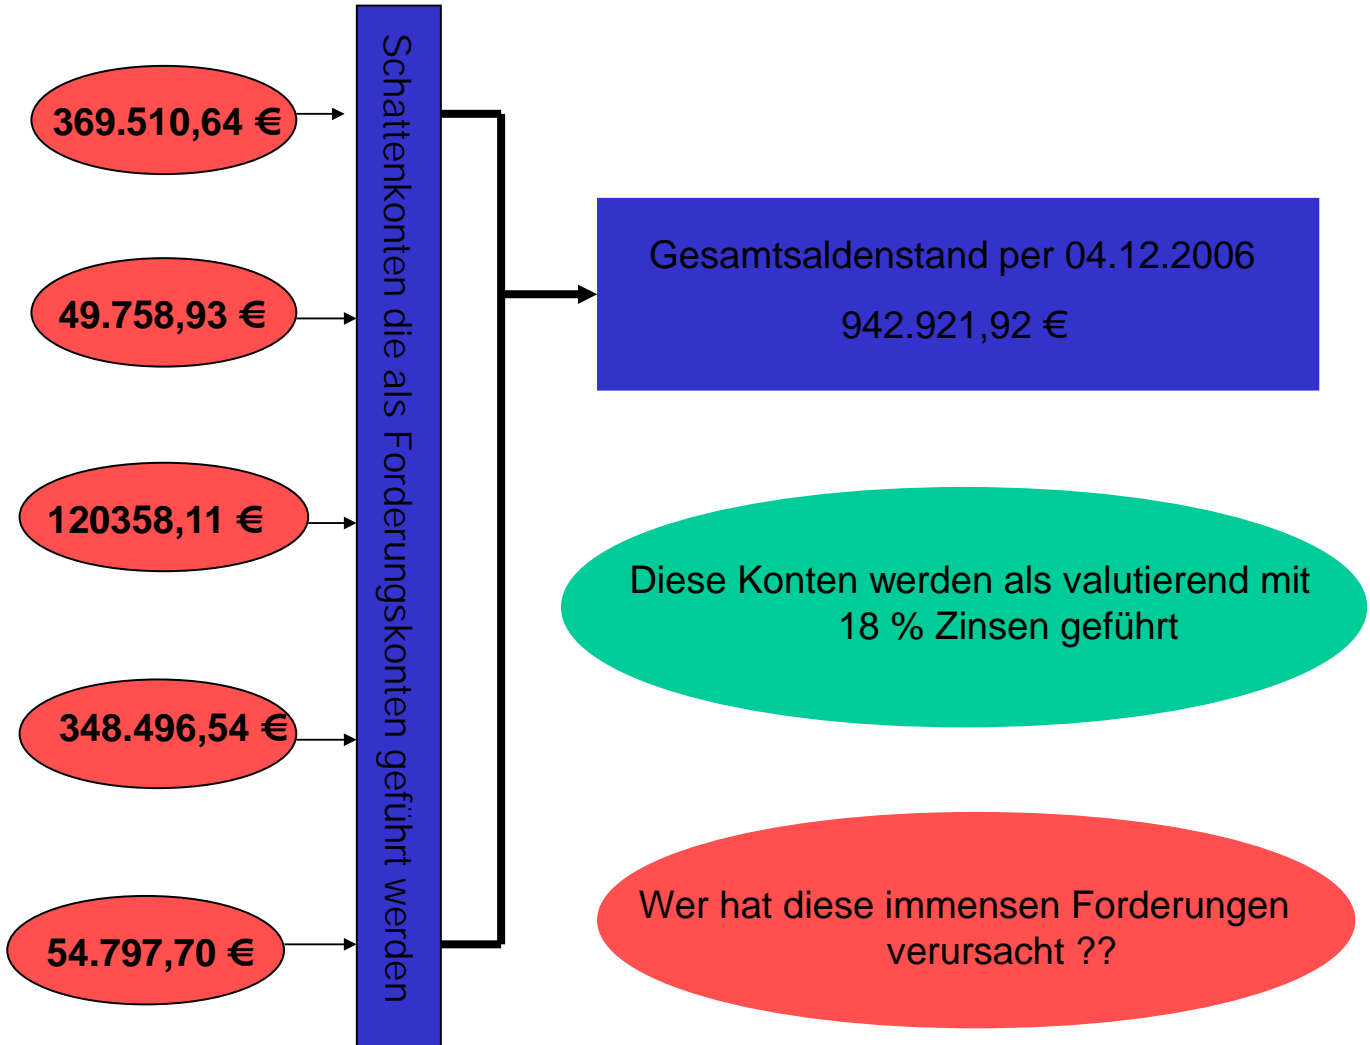 369.510,64 €
49.758,93 €
120358,11 €
348.496,54 €
54.797,70 €
Schattenkonten die als Forderungskonten geführt werden
Gesamtsaldenstand per 04.12.2006
942.921,92 €
Diese Konten werden als valutierend mit
18 % Zinsen geführt
Wer hat diese immensen Forderungen
verursacht ??